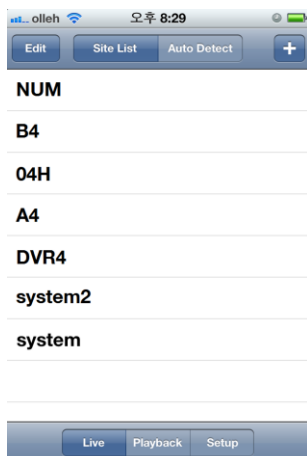 olleh 오후 8:29
Edit Site List Auto Detect +
NUM
B4
04H
A4
DVR4
system2
system
Live Playback Setup